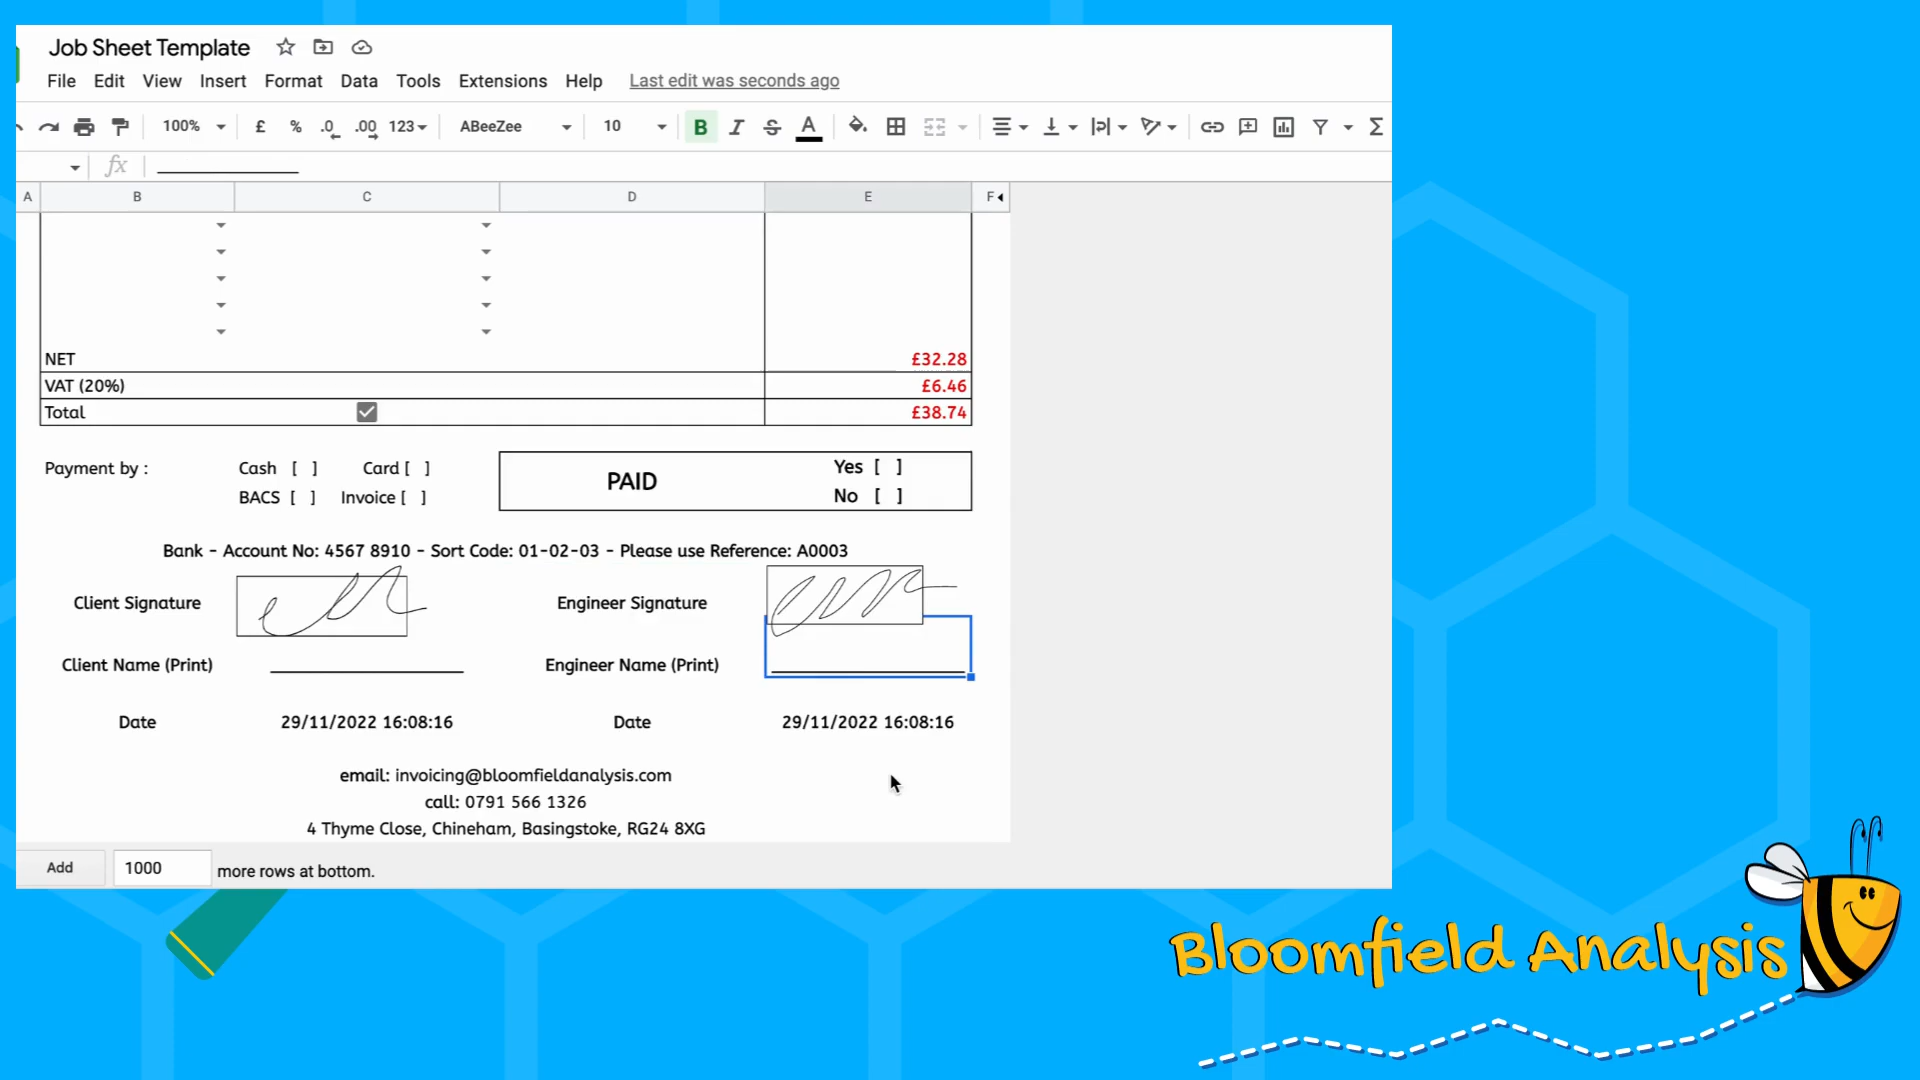 Job Sheet Template
File Edit View Insert Format Data Tools Extensions Help Last edit was seconds ago
100% £ % .0 .00 123 ABeeZee 10 B I S A Σ
fx
A B C D E F
NET £32.28
VAT (20%) £6.46
Total £38.74
Payment by : Cash [ ] Card [ ] PAID Yes [ ]
BACS [ ] Invoice [ ] No [ ]
Bank - Account No: 4567 8910 - Sort Code: 01-02-03 - Please use Reference: A0003
Client Signature Engineer Signature
Client Name (Print) Engineer Name (Print)
Date 29/11/2022 16:08:16 Date 29/11/2022 16:08:16
email: invoicing@bloomfieldanalysis.com
call: 0791 566 1326
4 Thyme Close, Chineham, Basingstoke, RG24 8XG
Add 1000 more rows at bottom.
Bloomfield Analysis